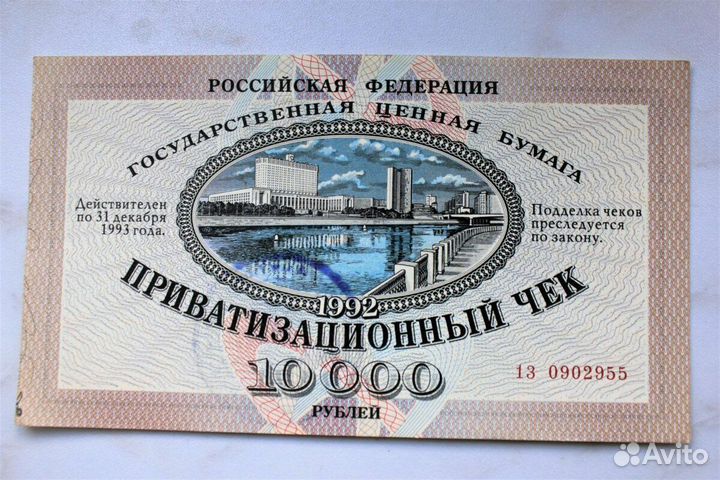 РОССИЙСКАЯ ФЕДЕРАЦИЯ
ГОСУДАРСТВЕННАЯ ЦЕННАЯ БУМАГА
Действителен
по 31 декабря
1993 года.
Подделка чеков
преследуется
по закону.
1992
ПРИВАТИЗАЦИОННЫЙ ЧЕК
10 000
13 0902955
РУБЛЕЙ
Avito